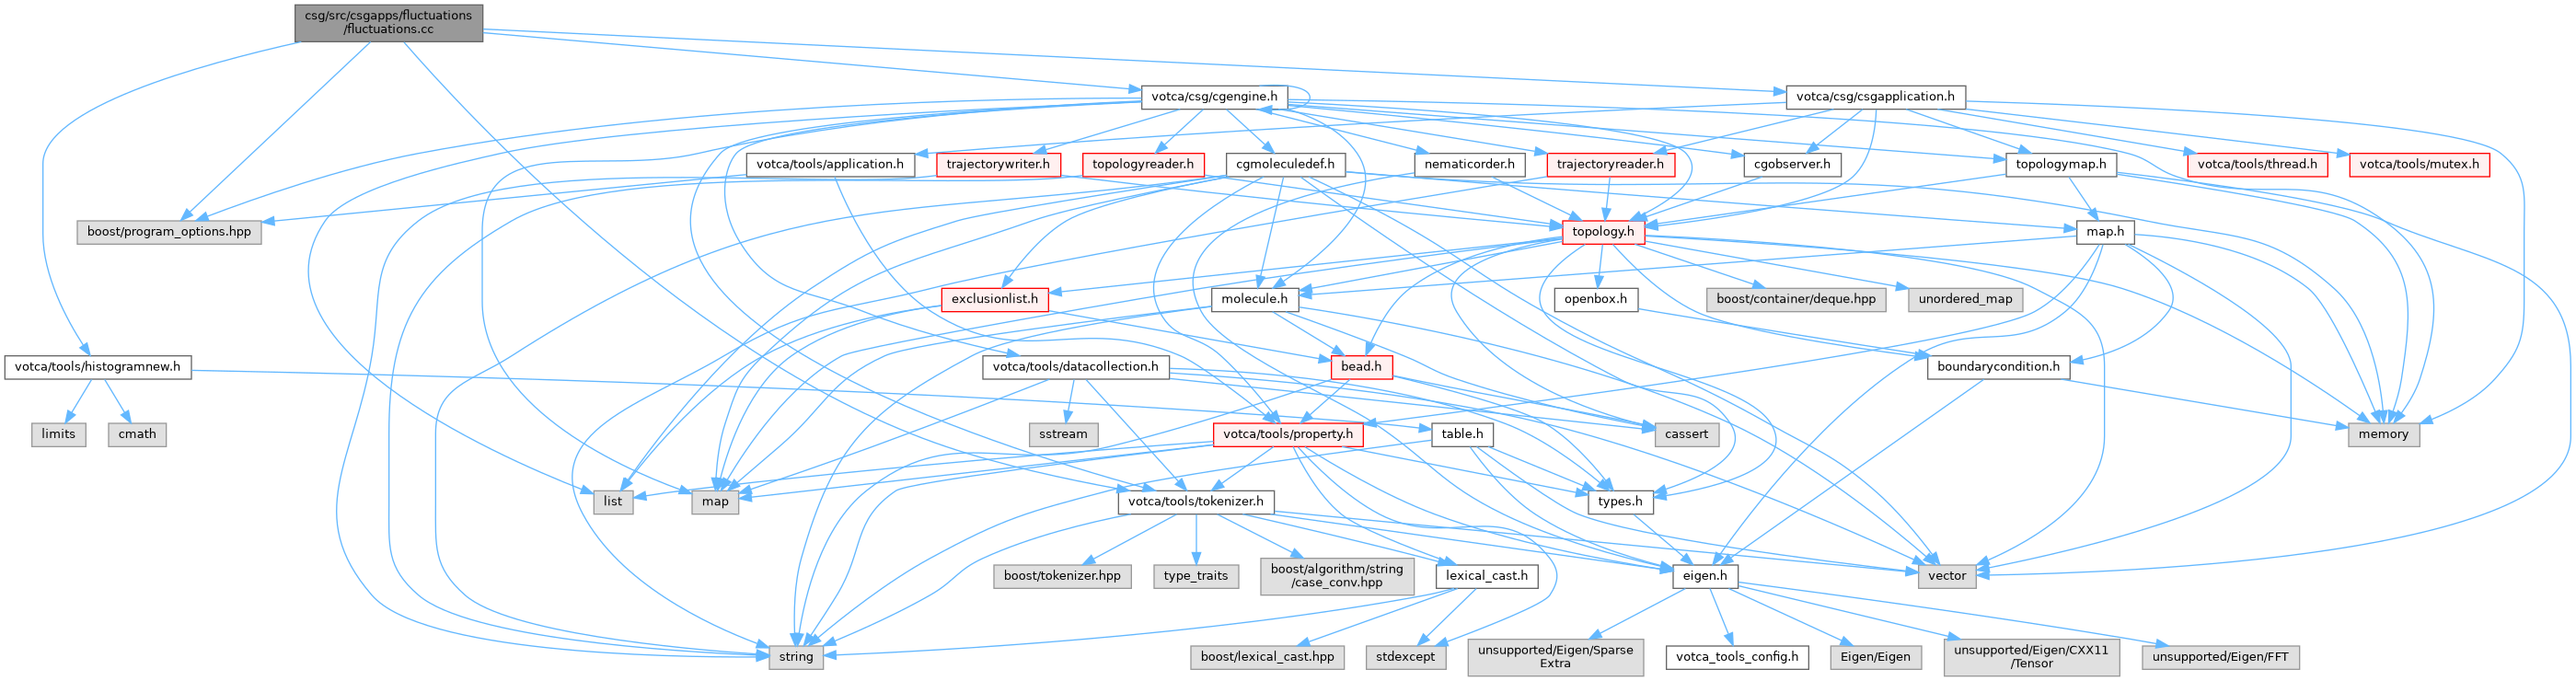 csg/src/csgapps/fluctuations
/fluctuations.cc
votca/csg/cgengine.h
votca/csg/csgapplication.h
votca/tools/application.h
trajectorywriter.h
topologyreader.h
cgmoleculedef.h
nematicorder.h
trajectoryreader.h
cgobserver.h
topologymap.h
votca/tools/thread.h
votca/tools/mutex.h
boost/program_options.hpp
topology.h
map.h
exclusionlist.h
molecule.h
openbox.h
boost/container/deque.hpp
unordered_map
votca/tools/histogramnew.h
votca/tools/datacollection.h
bead.h
boundarycondition.h
limits
cmath
sstream
votca/tools/property.h
table.h
cassert
memory
list
map
votca/tools/tokenizer.h
types.h
boost/tokenizer.hpp
type_traits
boost/algorithm/string
/case_conv.hpp
lexical_cast.h
eigen.h
vector
string
boost/lexical_cast.hpp
stdexcept
unsupported/Eigen/Sparse
Extra
votca_tools_config.h
Eigen/Eigen
unsupported/Eigen/CXX11
/Tensor
unsupported/Eigen/FFT